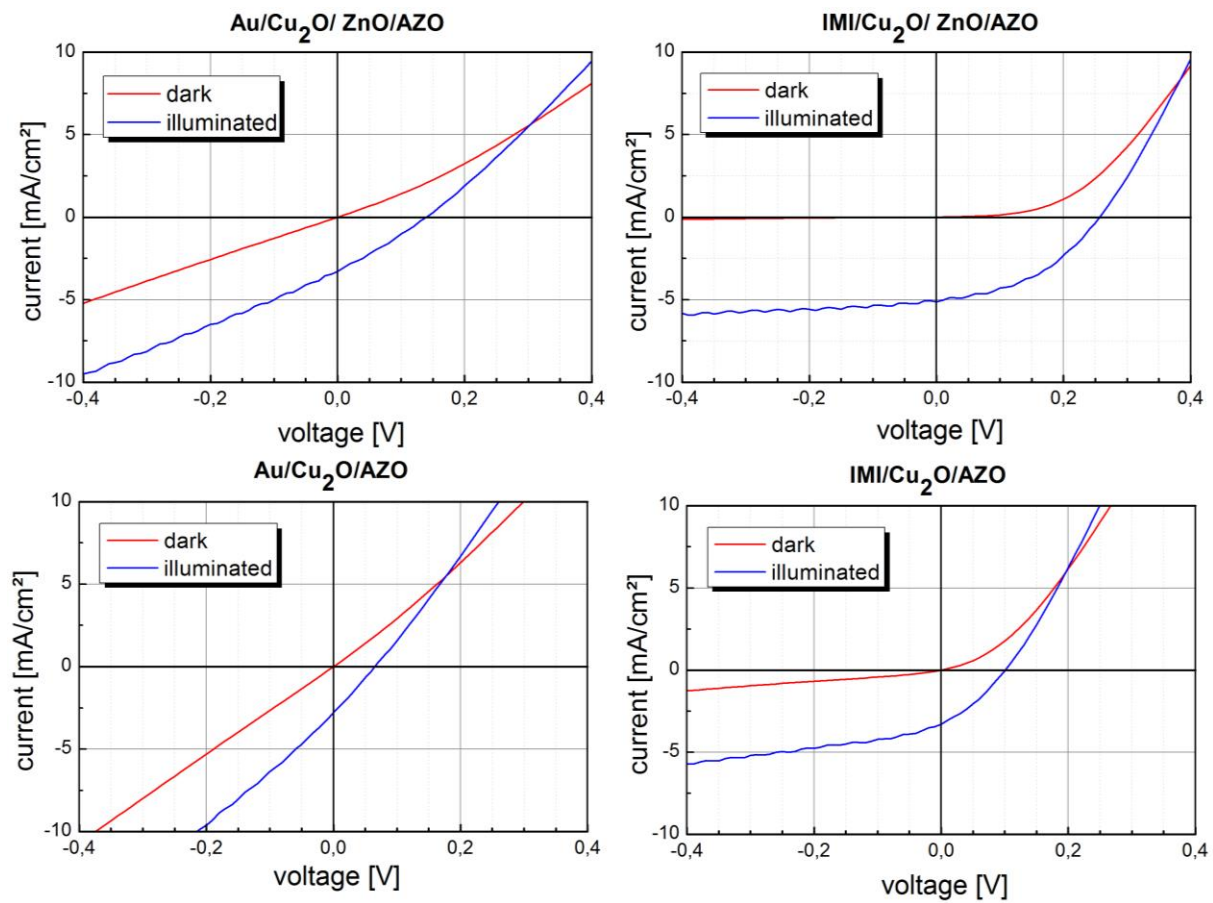 Au/Cu₂O/ ZnO/AZO
dark
illuminated
current [mA/cm²]
10
5
0
-5
-10
-0,4
-0,2
0,0
0,2
0,4
voltage [V]
IMI/Cu₂O/ ZnO/AZO
dark
illuminated
current [mA/cm²]
10
5
0
-5
-10
-0,4
-0,2
0,0
0,2
0,4
voltage [V]
Au/Cu₂O/AZO
dark
illuminated
current [mA/cm²]
10
5
0
-5
-10
-0,4
-0,2
0,0
0,2
0,4
voltage [V]
IMI/Cu₂O/AZO
dark
illuminated
current [mA/cm²]
10
5
0
-5
-10
-0,4
-0,2
0,0
0,2
0,4
voltage [V]